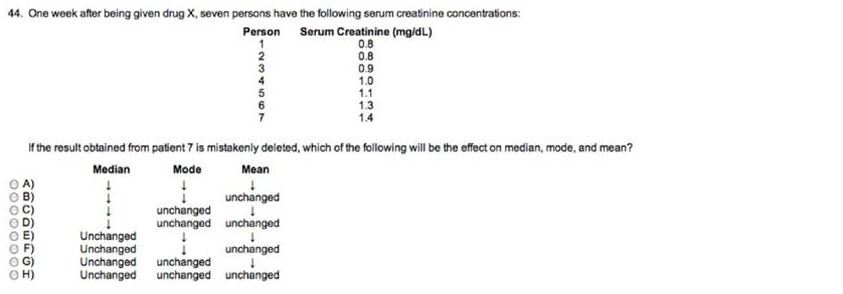 44. One week after being given drug X, seven persons have the following serum creatinine concentrations:
Person Serum Creatinine (mg/dL)
1 0.8
2 0.8
3 0.9
4 1.0
5 1.1
6 1.3
7 1.4
If the result obtained from patient 7 is mistakenly deleted, which of the following will be the effect on median, mode, and mean?
Median Mode Mean
A) ↓ ↓ ↓
B) ↓ ↓ unchanged
C) ↓ unchanged ↓
D) ↓ unchanged unchanged
E) Unchanged ↓ ↓
F) Unchanged ↓ unchanged
G) Unchanged unchanged ↓
H) Unchanged unchanged unchanged